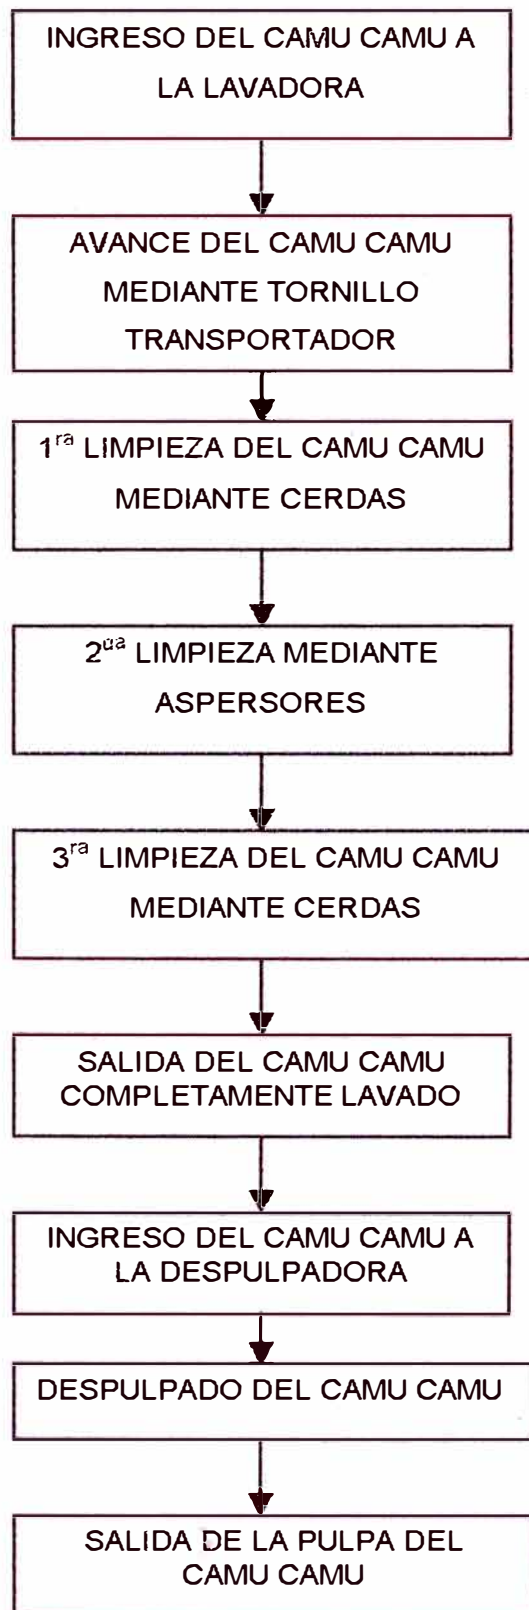 INGRESO DEL CAMU CAMU A
LA LAVADORA
AVANCE DEL CAMU CAMU
MEDIANTE TORNILLO
TRANSPORTADOR
1ra LIMPIEZA DEL CAMU CAMU
MEDIANTE CERDAS
2da LIMPIEZA MEDIANTE
ASPERSORES
3ra LIMPIEZA DEL CAMU CAMU
MEDIANTE CERDAS
SALIDA DEL CAMU CAMU
COMPLETAMENTE LAVADO
INGRESO DEL CAMU CAMU A
LA DESPULPADORA
DESPULPADO DEL CAMU CAMU
SALIDA DE LA PULPA DEL
CAMU CAMU